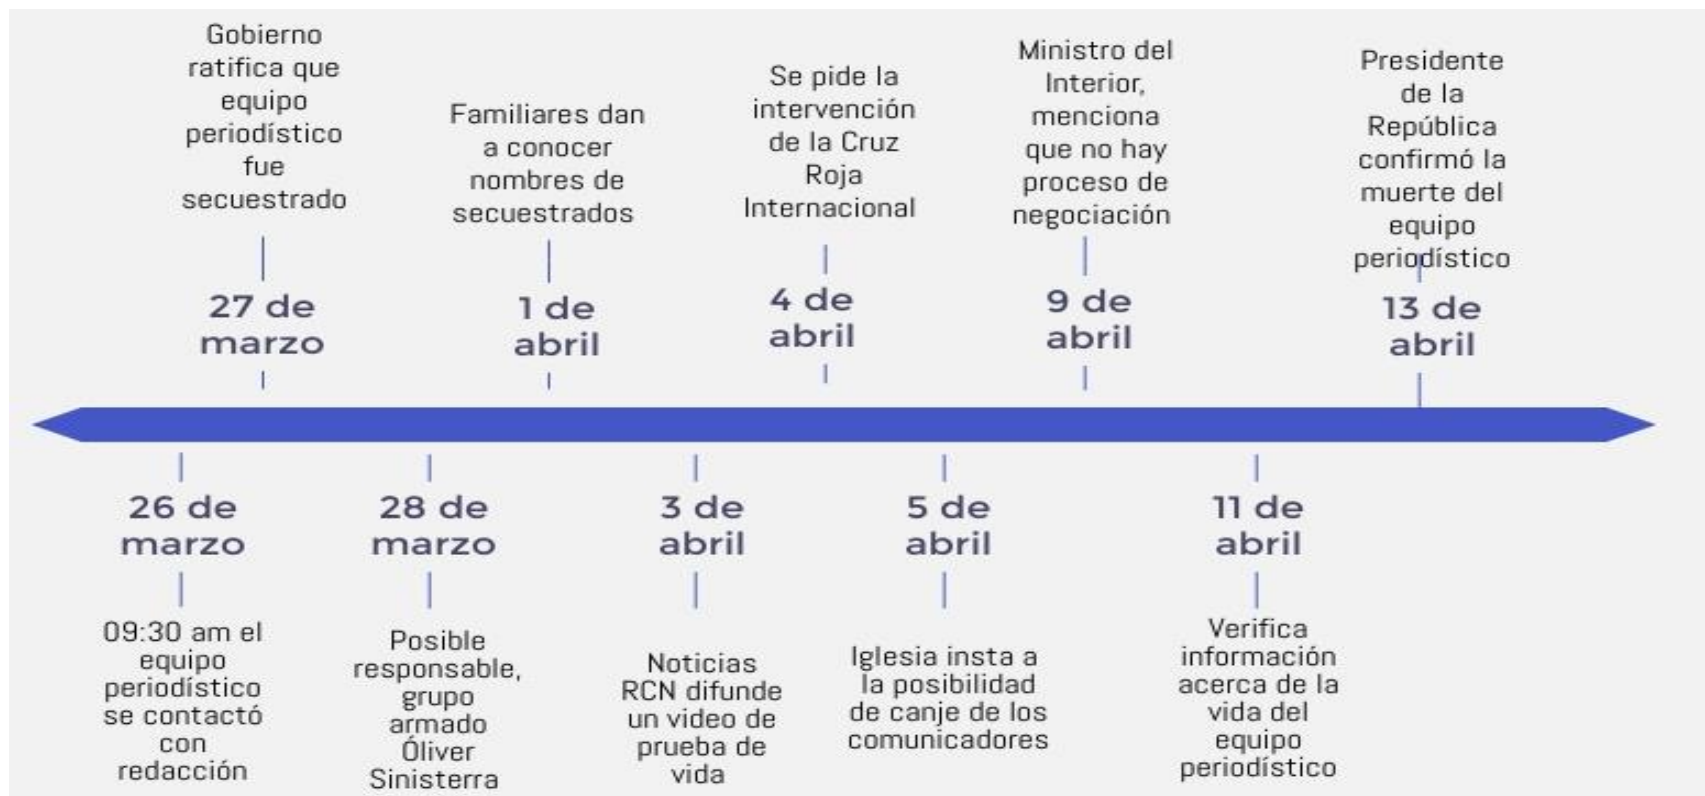 Gobierno
ratifica que
equipo
periodístico
fue
secuestrado
27 de
marzo
Familiares dan
a conocer
nombres de
secuestrados
1 de
abril
Se pide la
intervención
de la Cruz
Roja
Internacional
4 de
abril
Ministro del
Interior,
menciona
que no hay
proceso de
negociación
9 de
abril
Presidente
de la
República
confirmó la
muerte del
equipo
periodístico
13 de
abril
26 de
marzo
09:30 am el
equipo
periodístico
se contactó
con
redacción
28 de
marzo
Posible
responsable,
grupo
armado
Óliver
Sinisterra
3 de
abril
Noticias
RCN difunde
un video de
prueba de
vida
5 de
abril
Iglesia insta a
la posibilidad
de canje de los
comunicadores
11 de
abril
Verifica
información
acerca de la
vida del
equipo
periodístico